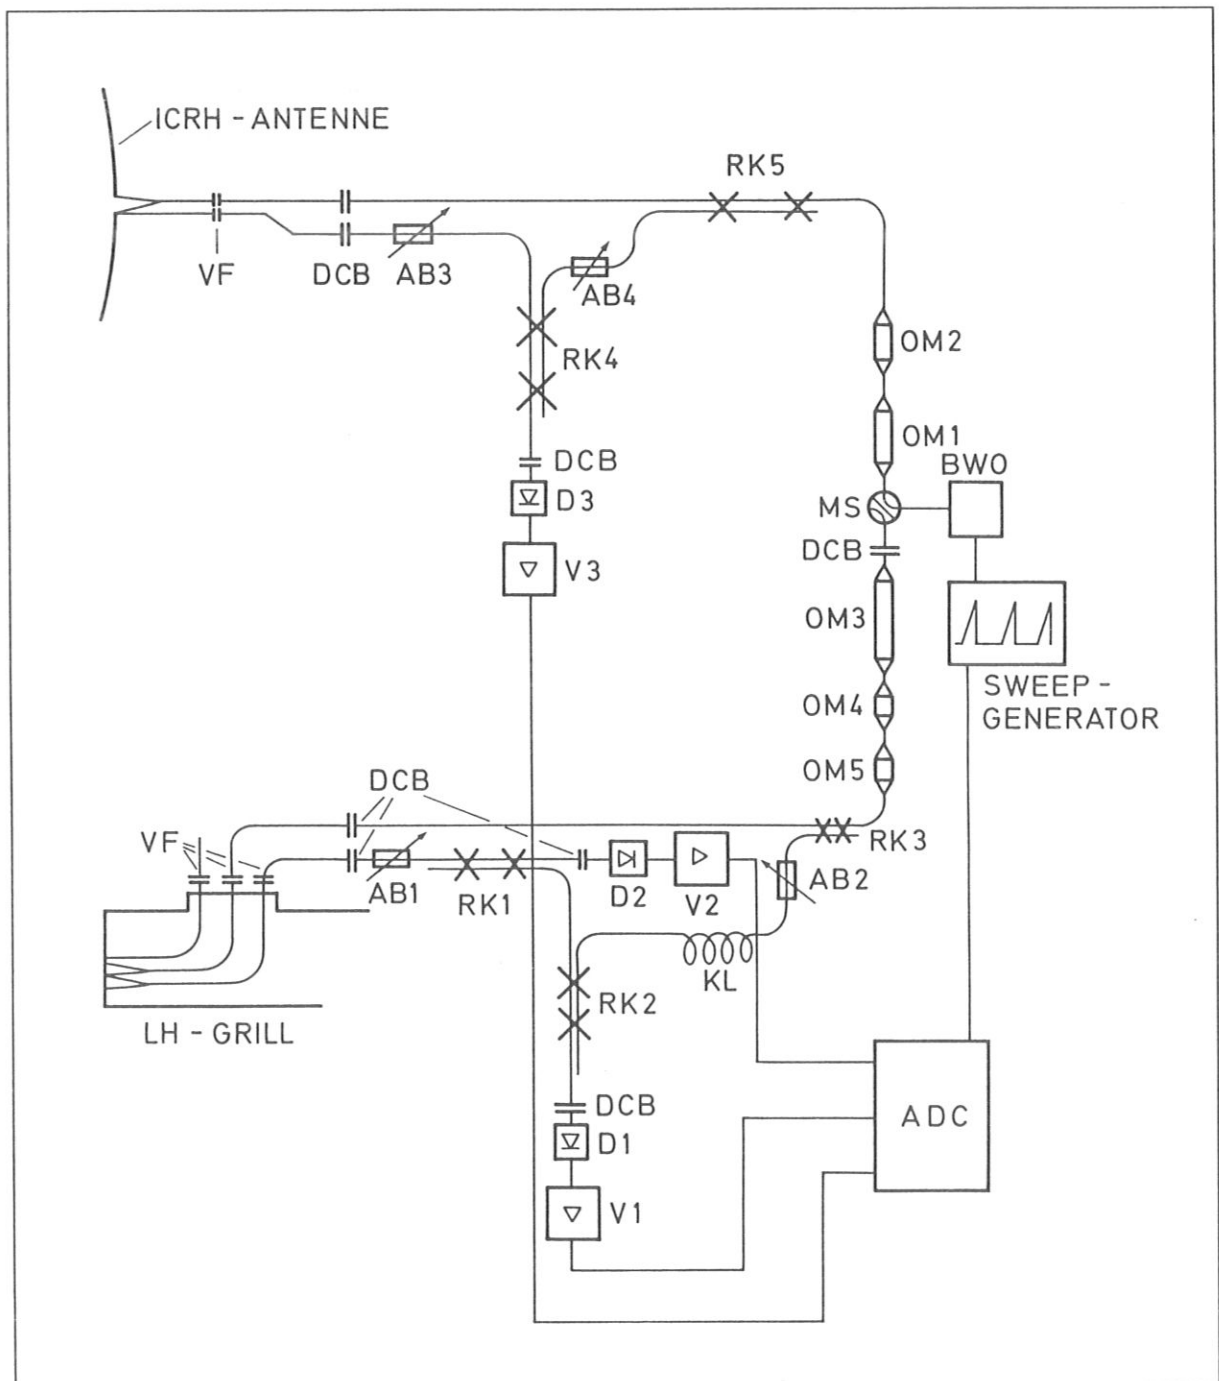 ICRH - ANTENNE
RK5
VF
DCB
AB3
AB4
RK4
OM2
OM1
DCB
D3
BWO
MS
DCB
V3
OM3
SWEEP -
GENERATOR
OM4
OM5
DCB
VF
RK3
AB1
RK1
D2
V2
AB2
KL
RK2
LH - GRILL
DCB
D1
ADC
V1